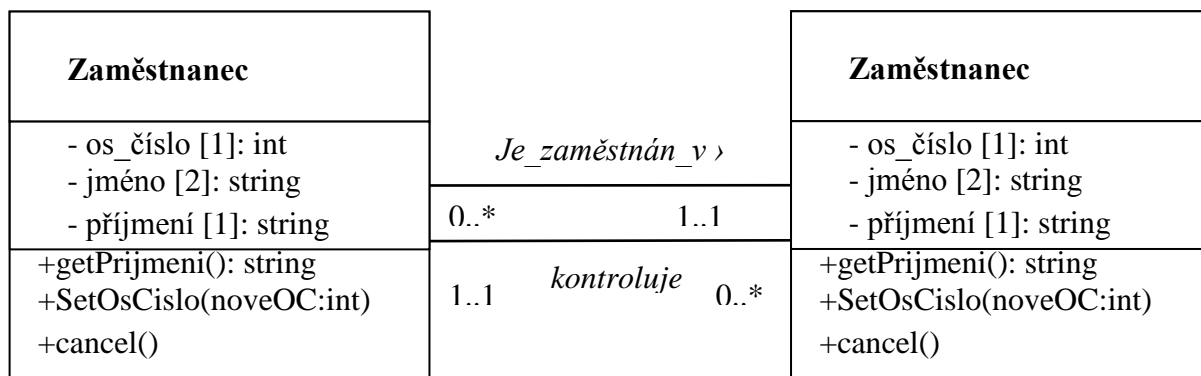 Zaměstnanec
- os_číslo [1]: int
- jméno [2]: string
- příjmení [1]: string
+getPrijmeni(): string
+SetOsCislo(noveOC:int)
+cancel()
Je_zaměstnán_v ›
0..* 1..1
kontroluje
1..1 0..*
Zaměstnanec
- os_číslo [1]: int
- jméno [2]: string
- příjmení [1]: string
+getPrijmeni(): string
+SetOsCislo(noveOC:int)
+cancel()